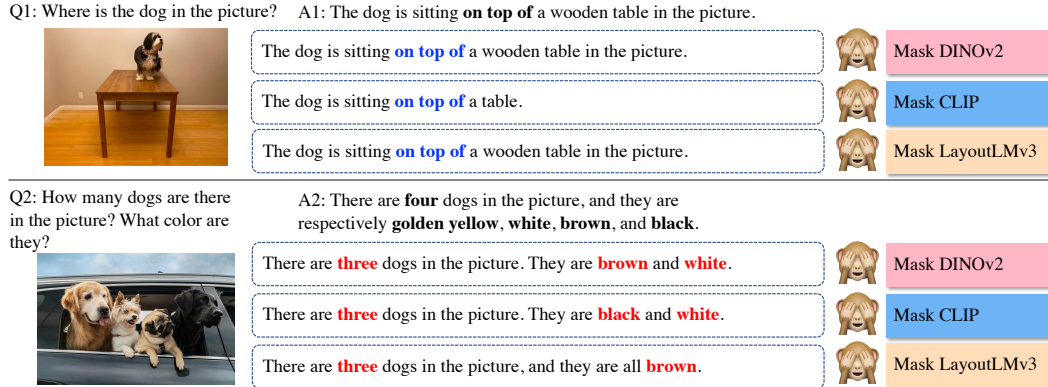 Q1: Where is the dog in the picture?
A1: The dog is sitting on top of a wooden table in the picture.
The dog is sitting on top of a wooden table in the picture.
Mask DINOv2
The dog is sitting on top of a table.
Mask CLIP
The dog is sitting on top of a wooden table in the picture.
Mask LayoutLMv3
Q2: How many dogs are there
in the picture? What color are
they?
A2: There are four dogs in the picture, and they are
respectively golden yellow, white, brown, and black.
There are three dogs in the picture. They are brown and white.
Mask DINOv2
There are three dogs in the picture. They are black and white.
Mask CLIP
There are three dogs in the picture, and they are all brown.
Mask LayoutLMv3